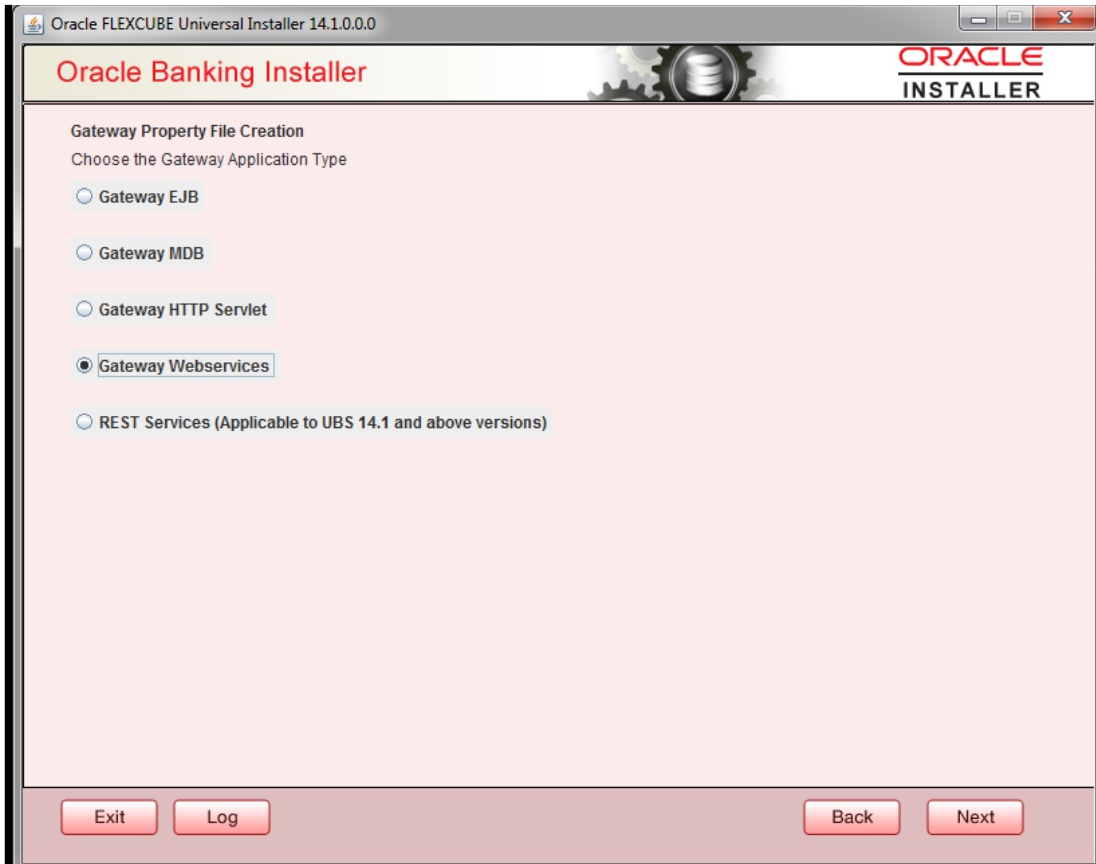 Oracle FLEXCUBE Universal Installer 14.1.0.0.0
Oracle Banking Installer
ORACLE
INSTALLER
Gateway Property File Creation
Choose the Gateway Application Type
Gateway EJB
Gateway MDB
Gateway HTTP Servlet
Gateway Webservices
REST Services (Applicable to UBS 14.1 and above versions)
Exit Log Back Next